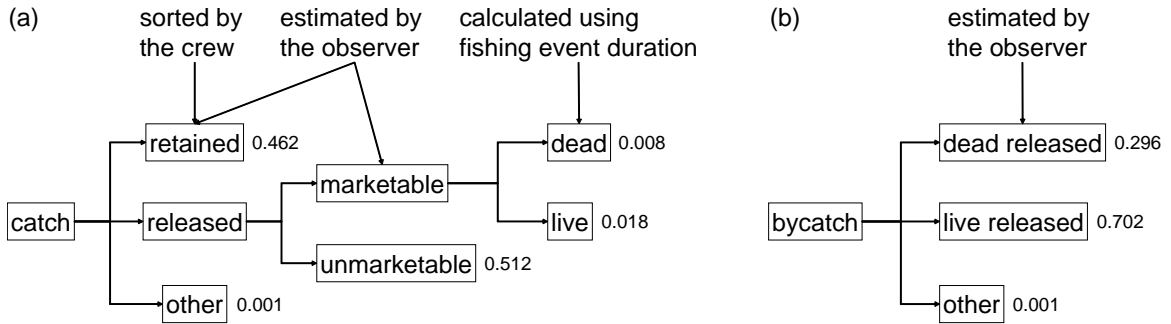 (a)
sorted by
the crew
estimated by
the observer
calculated using
fishing event duration
retained 0.462
dead 0.008
marketable
catch
released
live 0.018
unmarketable 0.512
other 0.001
(b)
estimated by
the observer
dead released 0.296
bycatch
live released 0.702
other 0.001